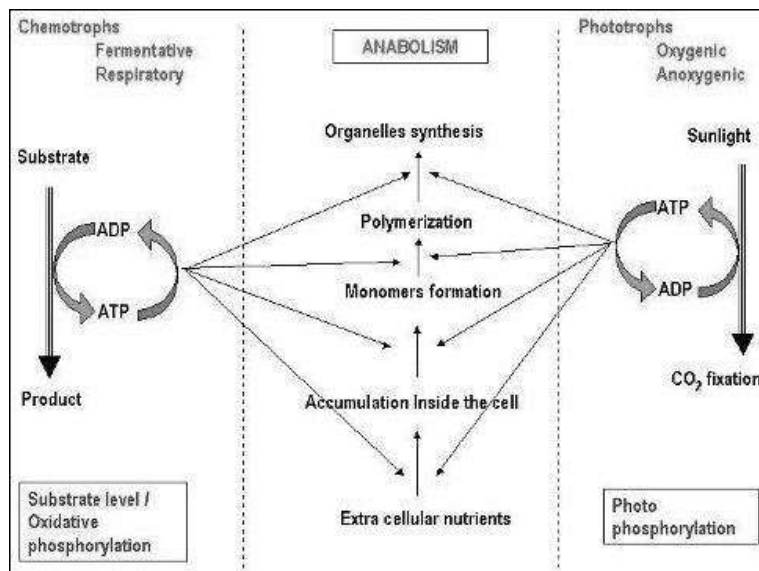 Chemotrophs
Fermentative
Respiratory
Substrate
ADP
ATP
Product
Substrate level /
Oxidative
phosphorylation
ANABOLISM
Organelles synthesis
Polymerization
Monomers formation
Accumulation Inside the cell
Extra cellular nutrients
Phototrophs
Oxygenic
Anoxygenic
Sunlight
ATP
ADP
CO₂ fixation
Photo
phosphorylation